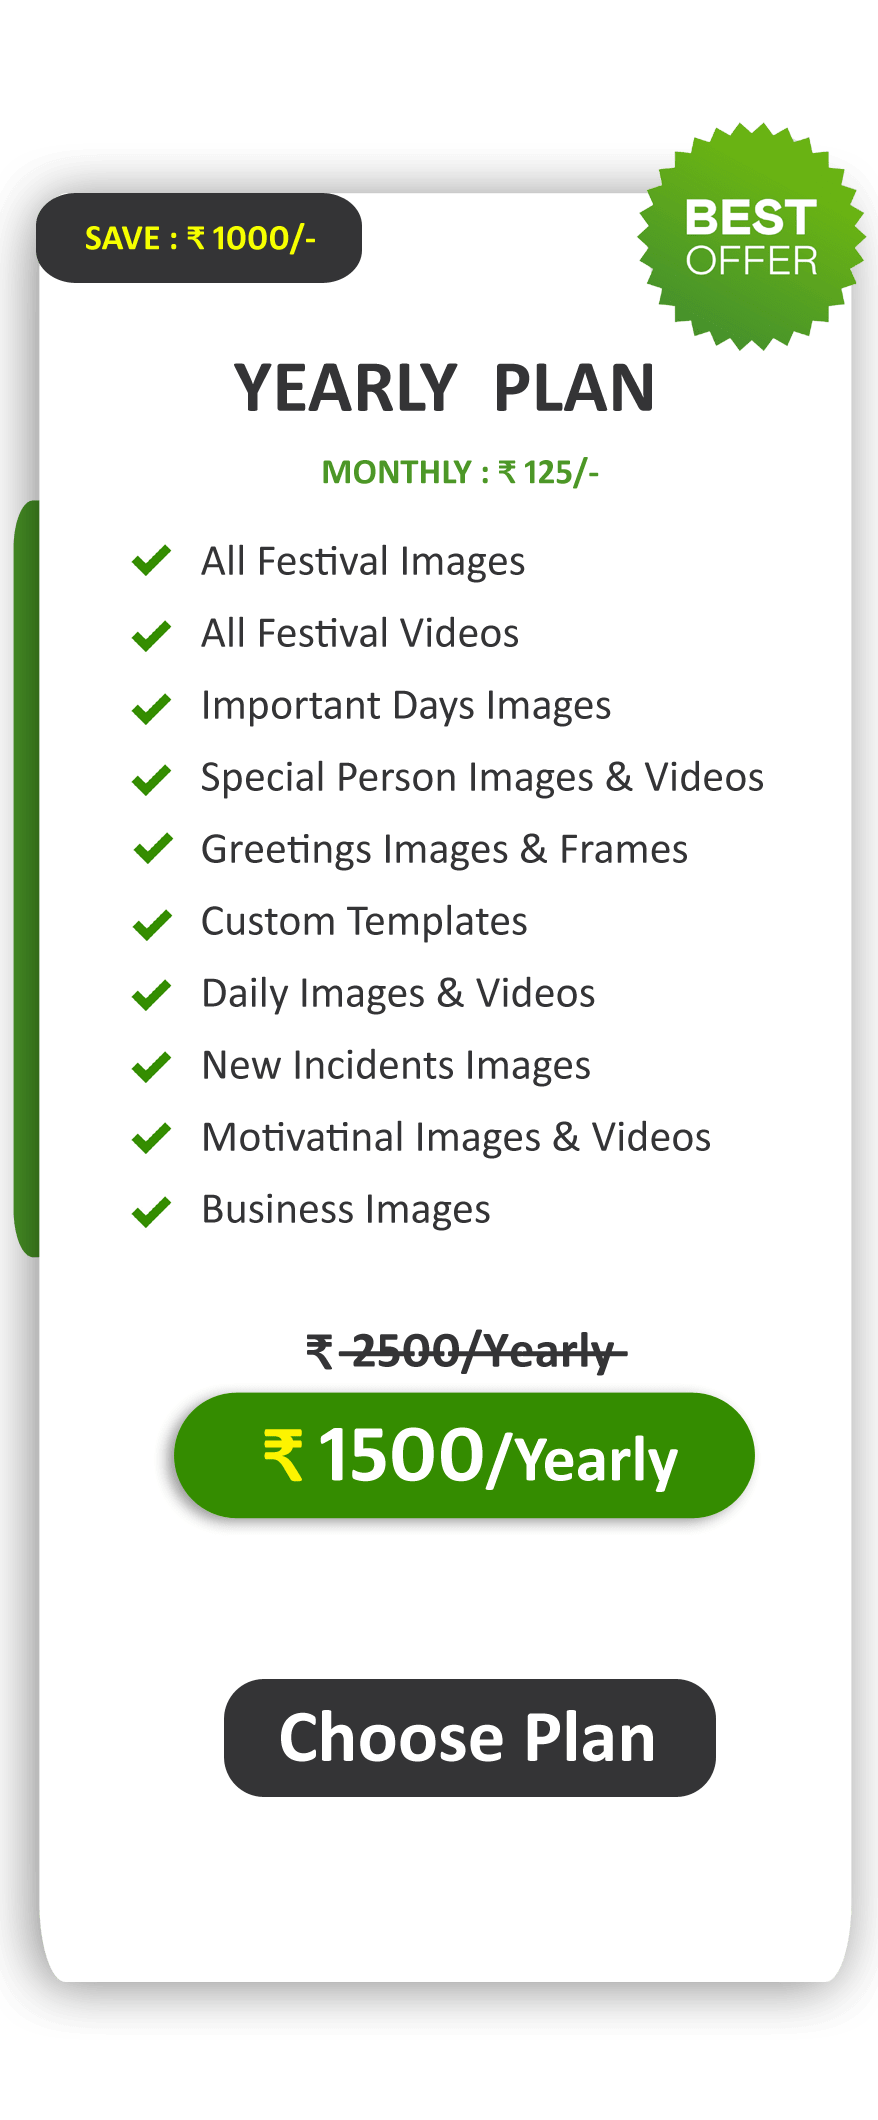 SAVE : ₹ 1000/-
BEST
OFFER
YEARLY PLAN
MONTHLY : ₹ 125/-
All Festival Images
All Festival Videos
Important Days Images
Special Person Images & Videos
Greetings Images & Frames
Custom Templates
Daily Images & Videos
New Incidents Images
Motivatinal Images & Videos
Business Images
₹ 2500/Yearly
₹ 1500/Yearly
Choose Plan